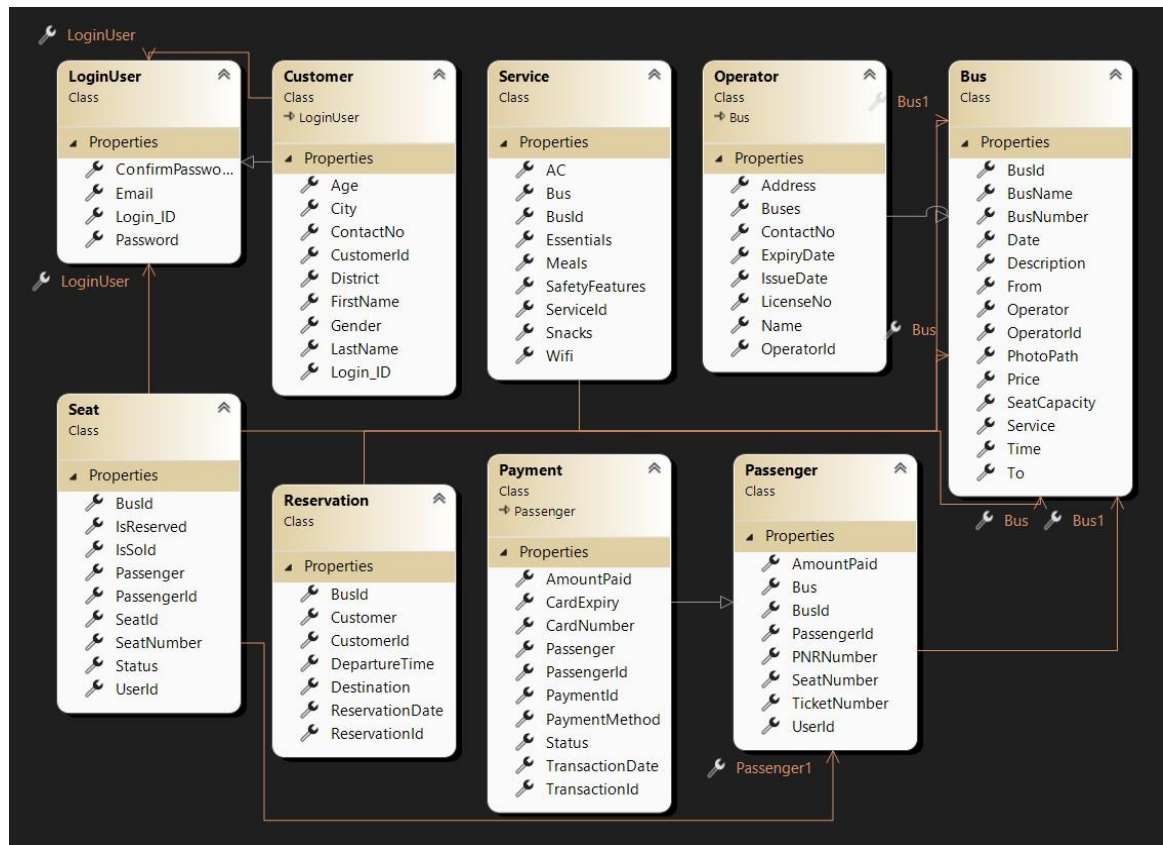 LoginUser
LoginUser
Class
Properties
ConfirmPasswo...
Email
Login_ID
Password
LoginUser
Customer
Class
LoginUser
Properties
Age
City
ContactNo
CustomerId
District
FirstName
Gender
LastName
Login_ID
Service
Class
Properties
AC
Bus
BusId
Essentials
Meals
SafetyFeatures
ServiceId
Snacks
Wifi
Operator
Class
Bus
Properties
Address
Buses
ContactNo
ExpiryDate
IssueDate
LicenseNo
Name
OperatorId
Bus1
Bus
Bus
Class
Properties
BusId
BusName
BusNumber
Date
Description
From
Operator
OperatorId
PhotoPath
Price
SeatCapacity
Service
Time
To
Bus
Bus1
Seat
Class
Properties
BusId
IsReserved
IsSold
Passenger
PassengerId
SeatId
SeatNumber
Status
UserId
Reservation
Class
Properties
BusId
Customer
CustomerId
DepartureTime
Destination
ReservationDate
ReservationId
Payment
Class
Passenger
Properties
AmountPaid
CardExpiry
CardNumber
Passenger
PassengerId
PaymentId
PaymentMethod
Status
TransactionDate
TransactionId
Passenger
Class
Properties
AmountPaid
Bus
BusId
PassengerId
PNRNumber
SeatNumber
TicketNumber
UserId
Passenger1